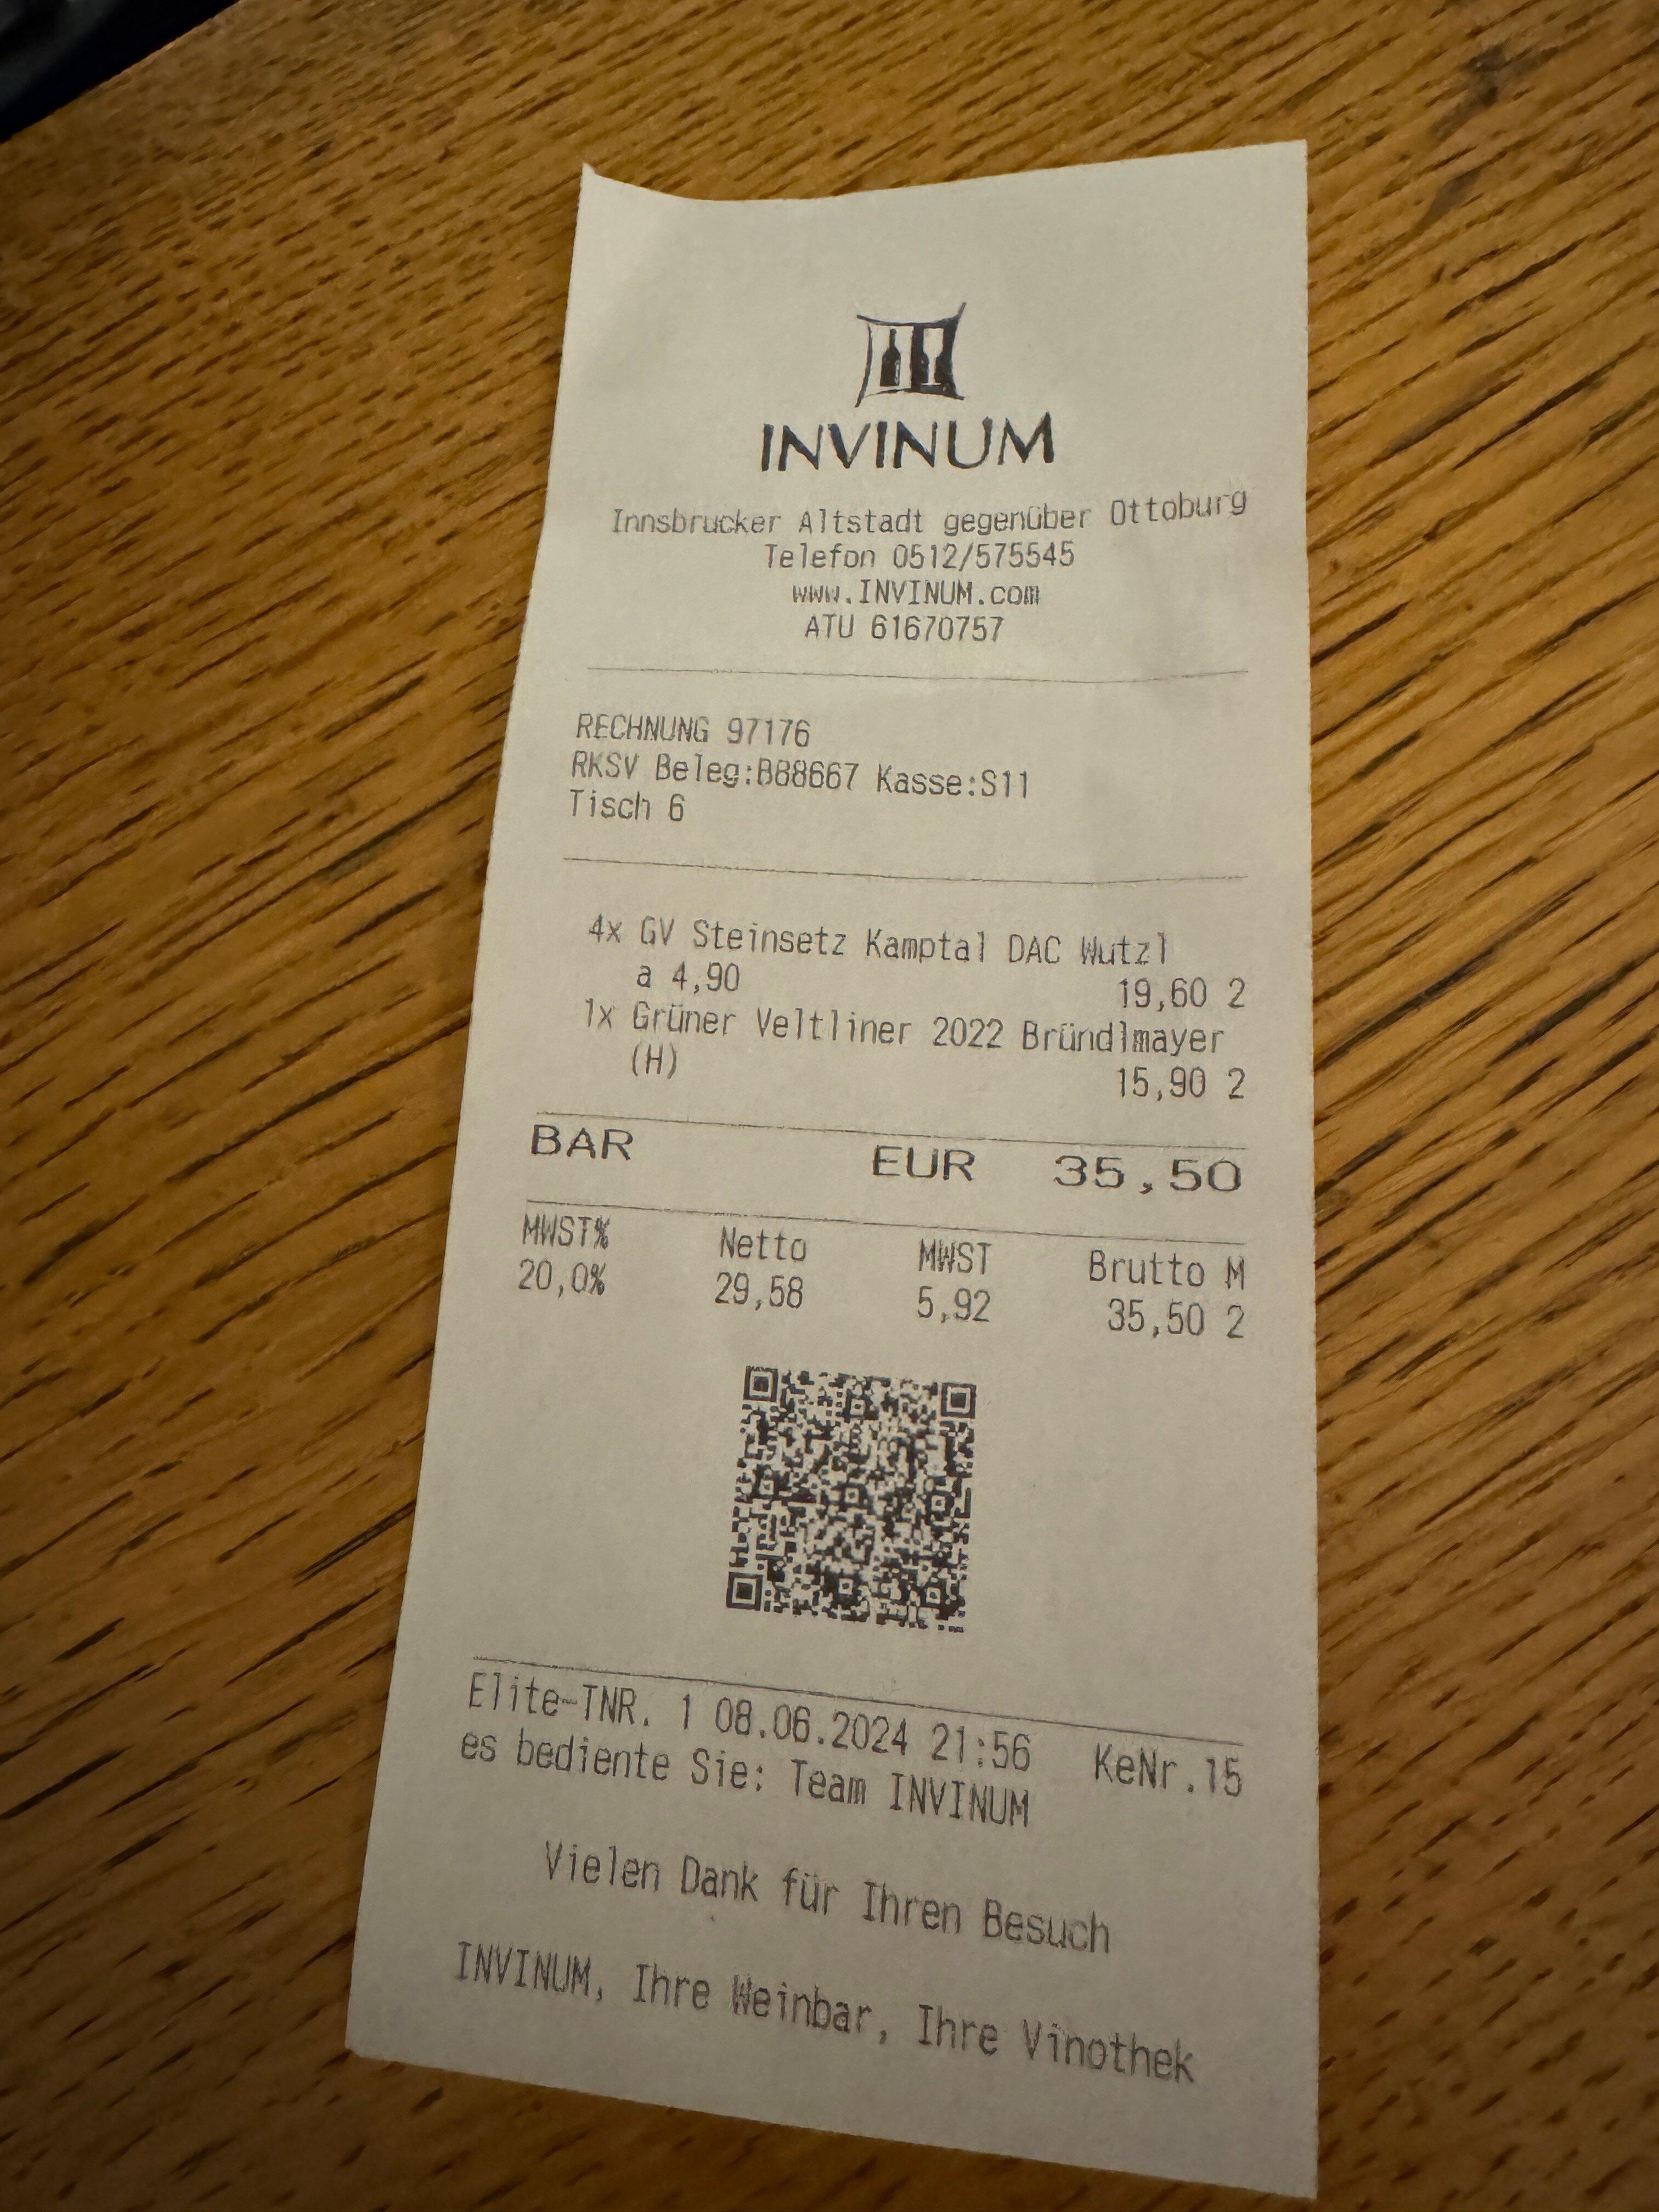 INVINUM
Innsbrucker Altstadt gegenüber Ottoburg
Telefon 0512/575545
www.INVINUM.com
ATU 61670757
RECHNUNG 97176
RKSV Beleg:B88667 Kasse:S11
Tisch 6
4x GV Steinsetz Kamptal DAC Wutzl
a 4,90 19,60 2
1x Grüner Veltliner 2022 Bründlmayer
(H) 15,90 2
BAR EUR 35,50
MWST% Netto MWST Brutto M
20,0% 29,58 5,92 35,50 2
Elite-TNR. 1 08.06.2024 21:56 KeNr.15
es bediente Sie: Team INVINUM
Vielen Dank für Ihren Besuch
INVINUM, Ihre Weinbar, Ihre Vinothek